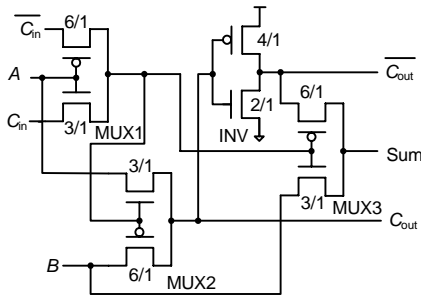 C̅in̅ 6/1
4/1
A
C̅out̅
2/1
6/1
Cin
3/1
MUX1
INV
Sum
3/1
3/1
MUX3
Cout
B
6/1
MUX2